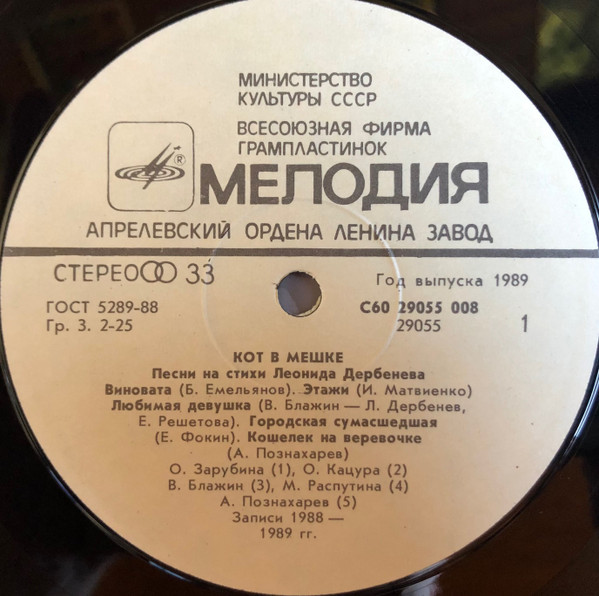 МИНИСТЕРСТВО
КУЛЬТУРЫ СССР
ВСЕСОЮЗНАЯ ФИРМА
ГРАМПЛАСТИНОК
®
МЕЛОДИЯ
АПРЕЛЕВСКИЙ ОРДЕНА ЛЕНИНА ЗАВОД
СТЕРЕО 33
Год выпуска 1989
ГОСТ 5289-88
С60 29055 008
Гр. 3. 2-25
29055
1
КОТ В МЕШКЕ
Песни на стихи Леонида Дербенева
Виновата (Б. Емельянов). Этажи (И. Матвиенко)
Любимая девушка (В. Блажин — Л. Дербенев,
Е. Решетова). Городская сумасшедшая
(Е. Фокин). Кошелек на веревочке
(А. Познахарев)
О. Зарубина (1), О. Кацура (2)
В. Блажин (3), М. Распутина (4)
А. Познахарев (5)
Записи 1988 —
1989 гг.